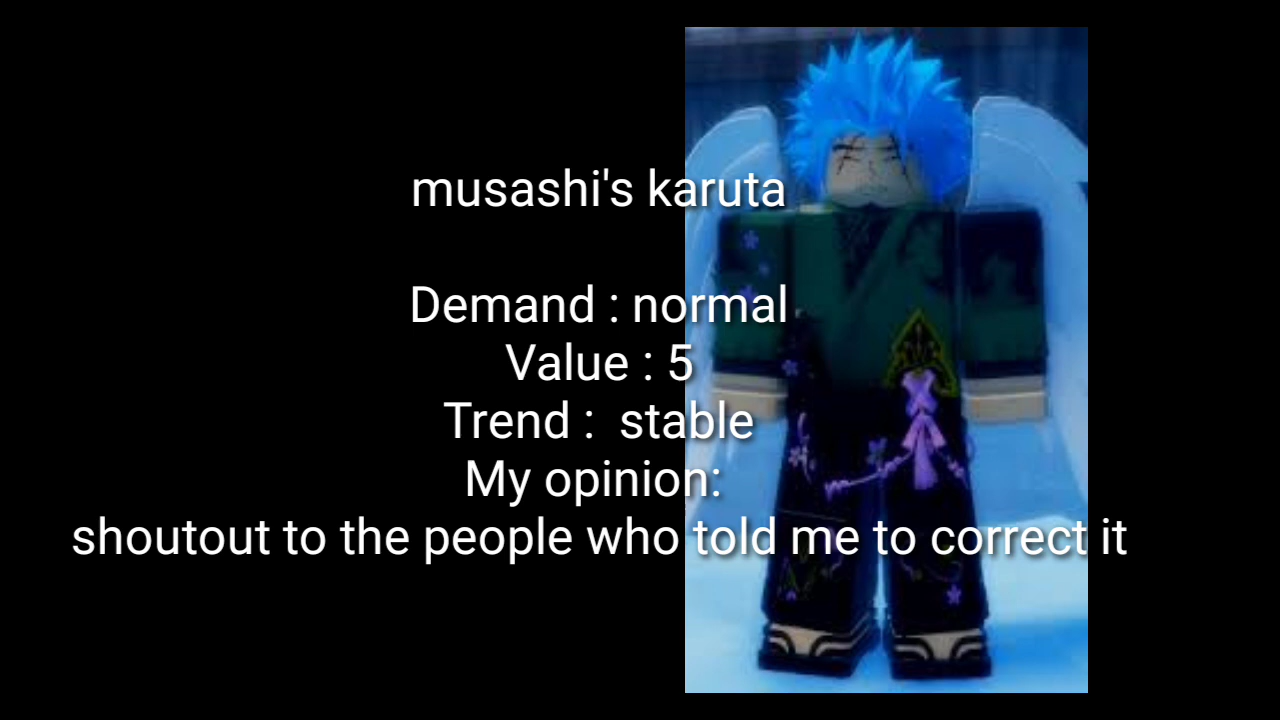 musashi's karuta
Demand : normal
Value : 5
Trend :  stable
My opinion:
shoutout to the people who told me to correct it